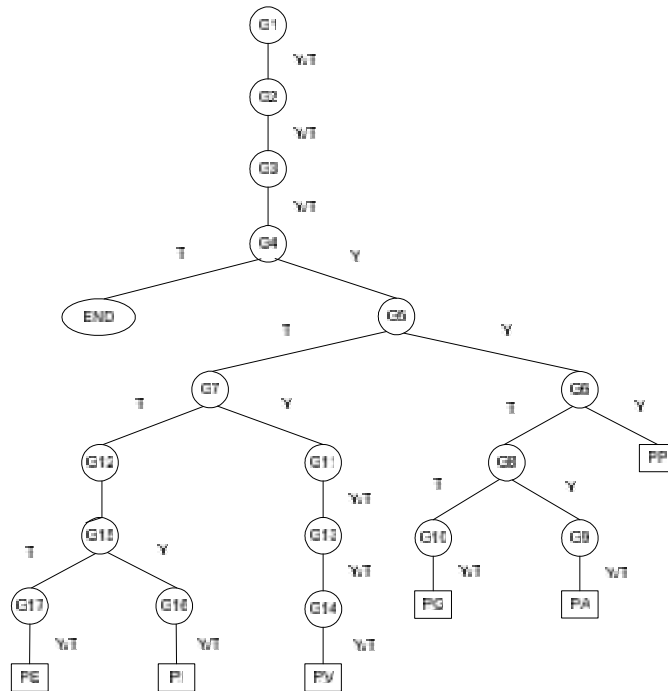 G1
Y/T
G2
Y/T
G3
Y/T
G4
T Y
END G5
T Y
G7 G6
T Y T Y
G12 G11 G8 PP
Y/T T Y
G15 G13 G10 G9
T Y Y/T Y/T Y/T
G17 G16 G14 PG PA
Y/T Y/T Y/T
PE PI PV